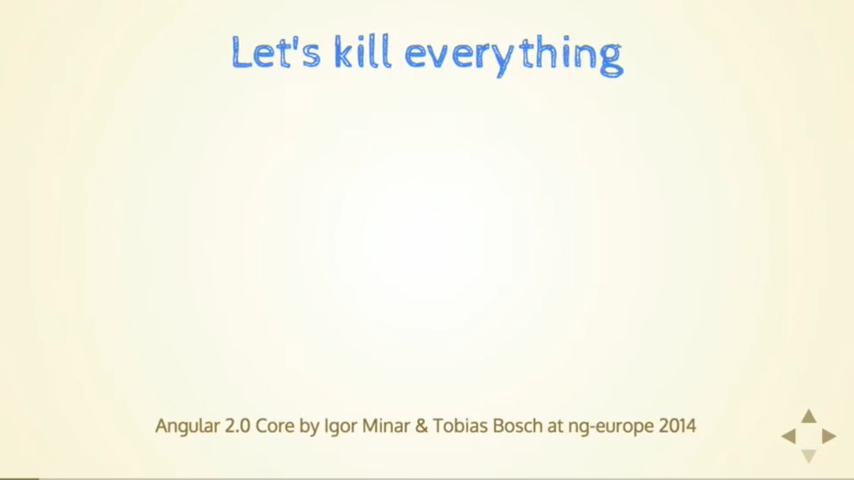 Let's kill everything
Angular 2.0 Core by Igor Minar & Tobias Bosch at ng-europe 2014